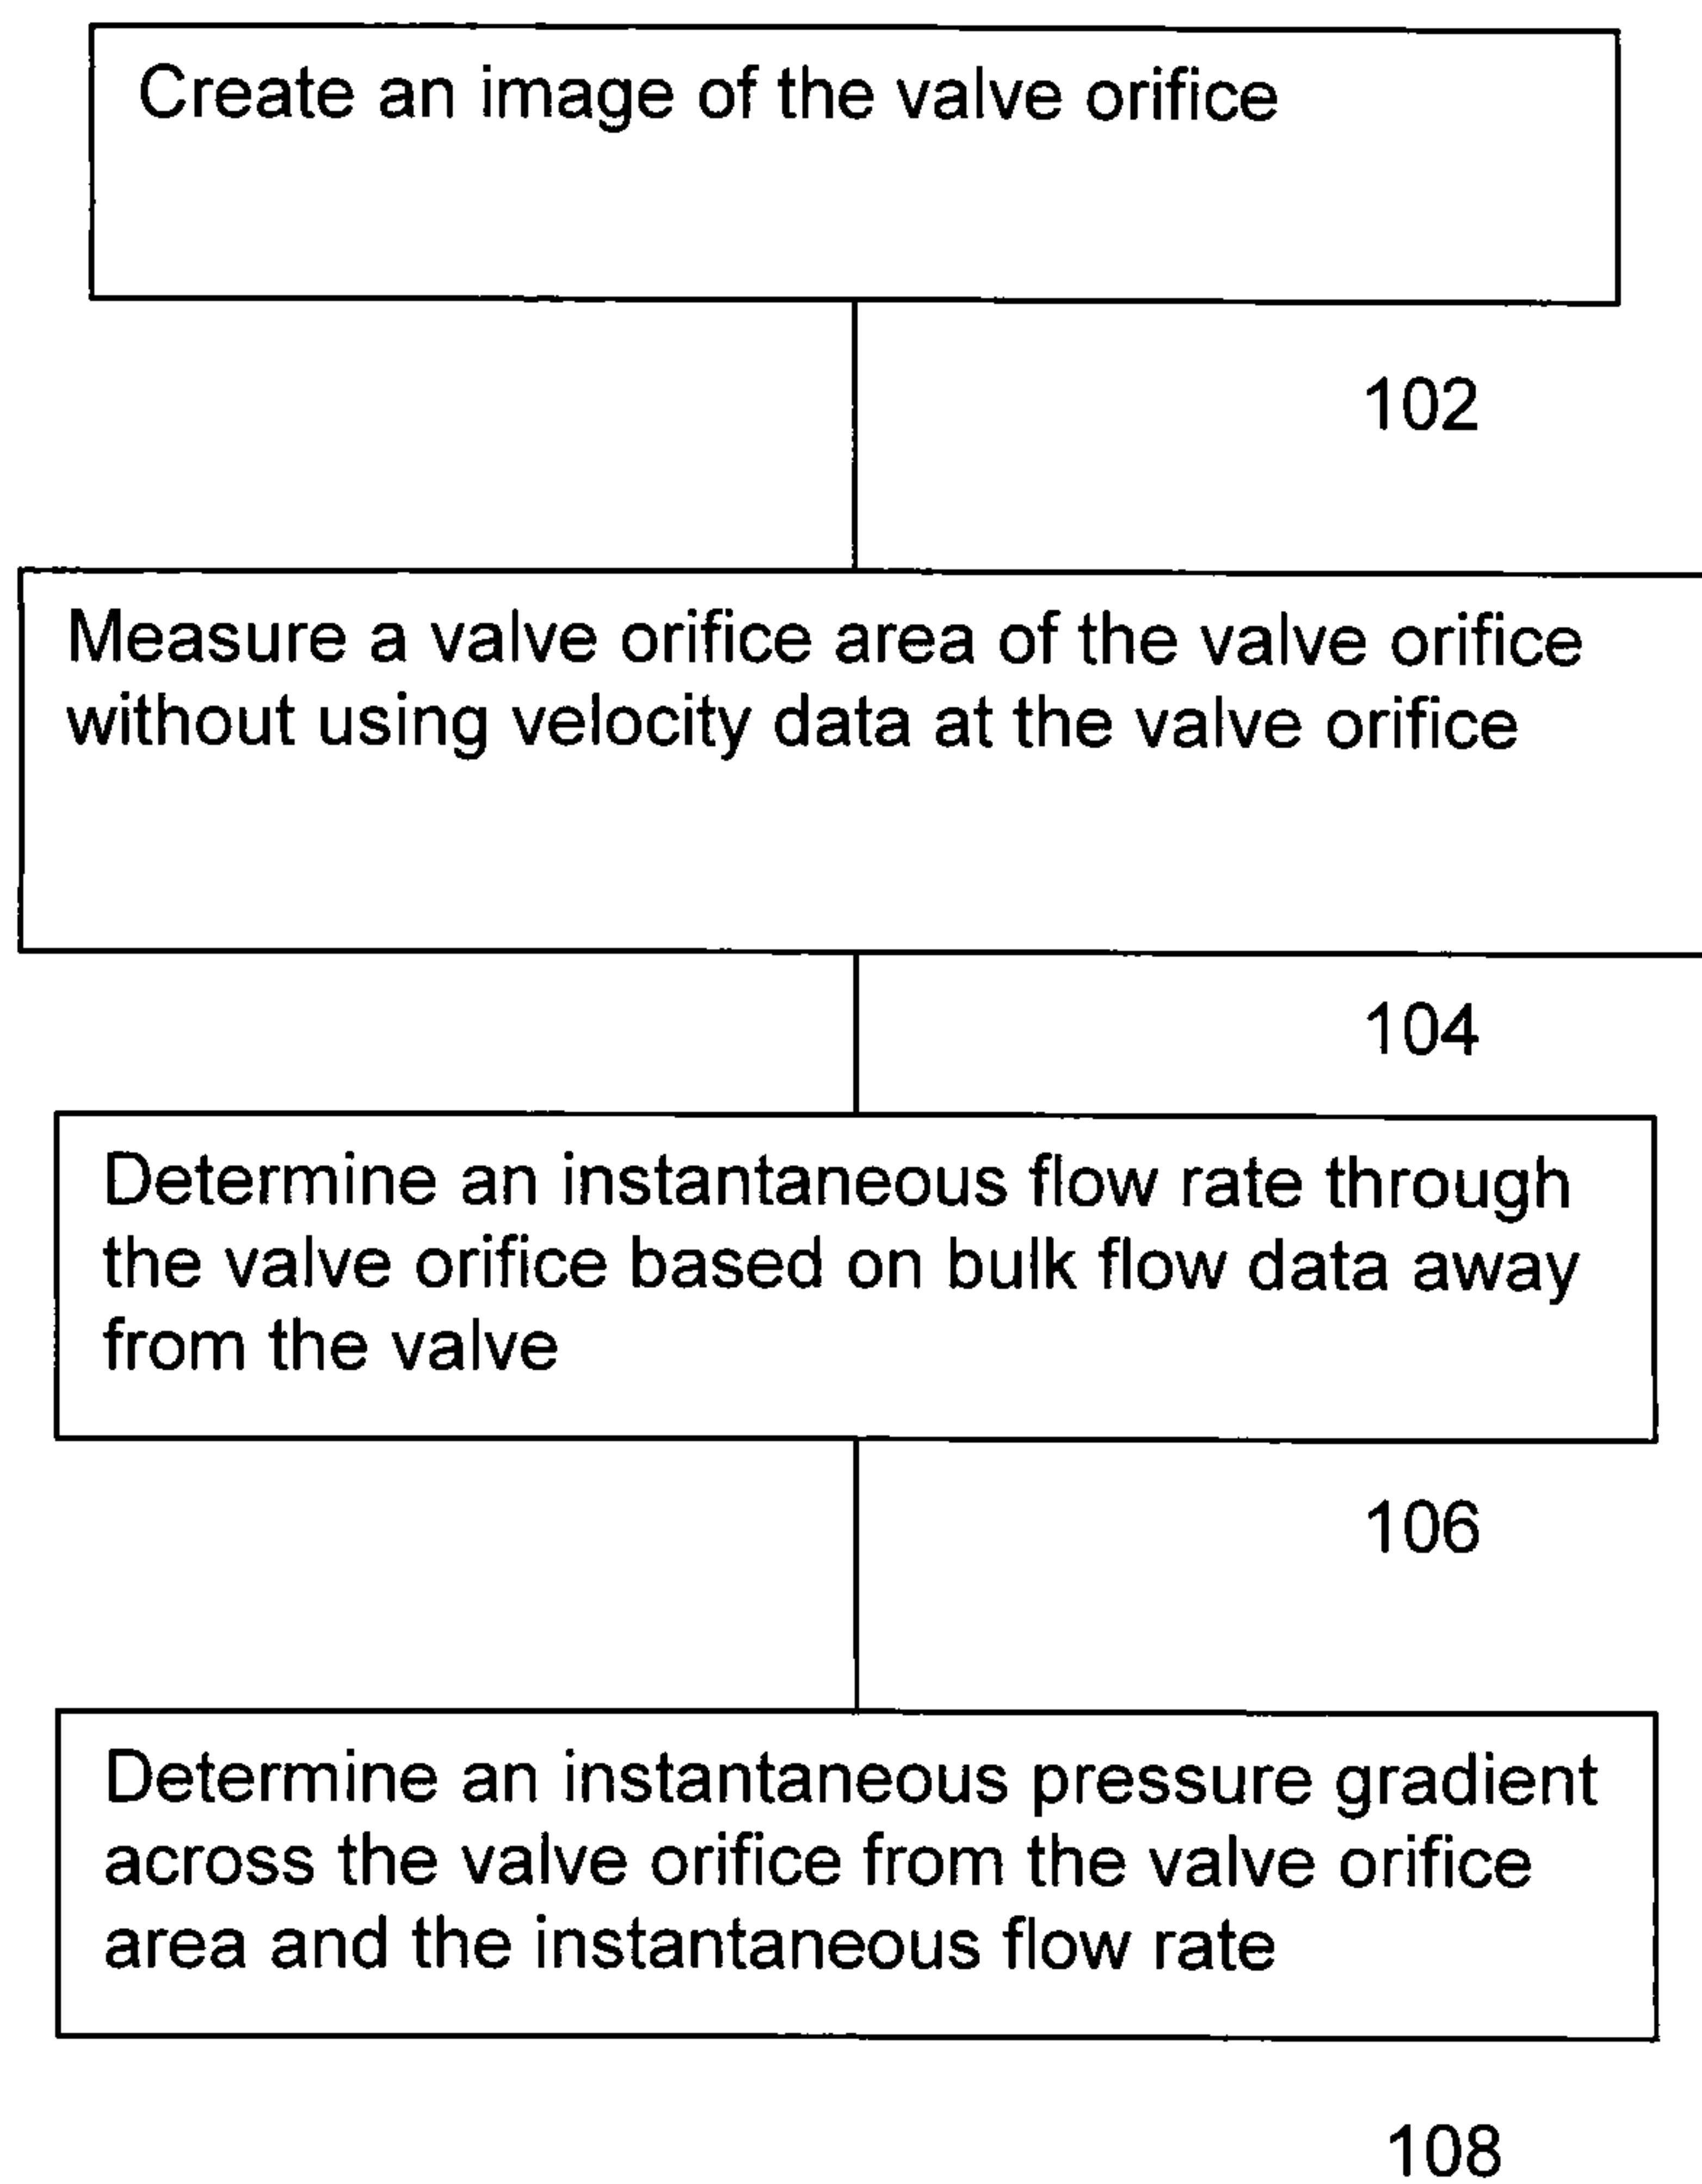 Create an image of the valve orifice
102
Measure a valve orifice area of the valve orifice
without using velocity data at the valve orifice
104
Determine an instantaneous flow rate through
the valve orifice based on bulk flow data away
from the valve
106
Determine an instantaneous pressure gradient
across the valve orifice from the valve orifice
area and the instantaneous flow rate
108